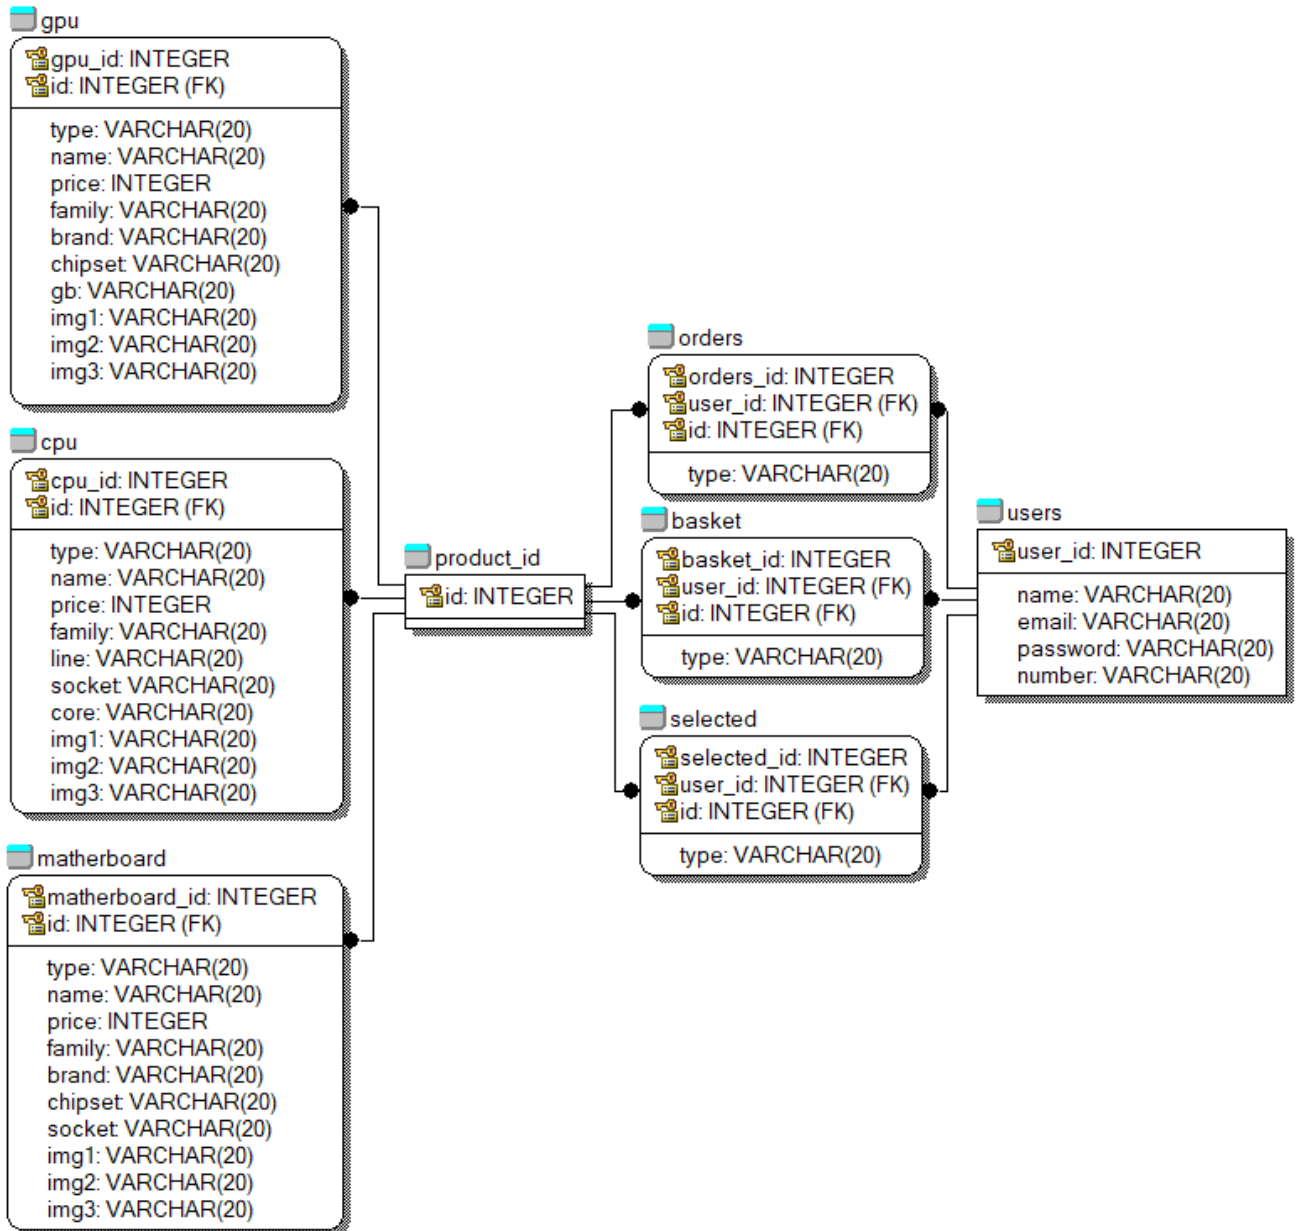 gpu
gpu_id: INTEGER
id: INTEGER (FK)
type: VARCHAR(20)
name: VARCHAR(20)
price: INTEGER
family: VARCHAR(20)
brand: VARCHAR(20)
chipset: VARCHAR(20)
gb: VARCHAR(20)
img1: VARCHAR(20)
img2: VARCHAR(20)
img3: VARCHAR(20)
cpu
cpu_id: INTEGER
id: INTEGER (FK)
type: VARCHAR(20)
name: VARCHAR(20)
price: INTEGER
family: VARCHAR(20)
line: VARCHAR(20)
socket: VARCHAR(20)
core: VARCHAR(20)
img1: VARCHAR(20)
img2: VARCHAR(20)
img3: VARCHAR(20)
matherboard
matherboard_id: INTEGER
id: INTEGER (FK)
type: VARCHAR(20)
name: VARCHAR(20)
price: INTEGER
family: VARCHAR(20)
brand: VARCHAR(20)
chipset: VARCHAR(20)
socket: VARCHAR(20)
img1: VARCHAR(20)
img2: VARCHAR(20)
img3: VARCHAR(20)
product_id
id: INTEGER
orders
orders_id: INTEGER
user_id: INTEGER (FK)
id: INTEGER (FK)
type: VARCHAR(20)
basket
basket_id: INTEGER
user_id: INTEGER (FK)
id: INTEGER (FK)
type: VARCHAR(20)
selected
selected_id: INTEGER
user_id: INTEGER (FK)
id: INTEGER (FK)
type: VARCHAR(20)
users
user_id: INTEGER
name: VARCHAR(20)
email: VARCHAR(20)
password: VARCHAR(20)
number: VARCHAR(20)